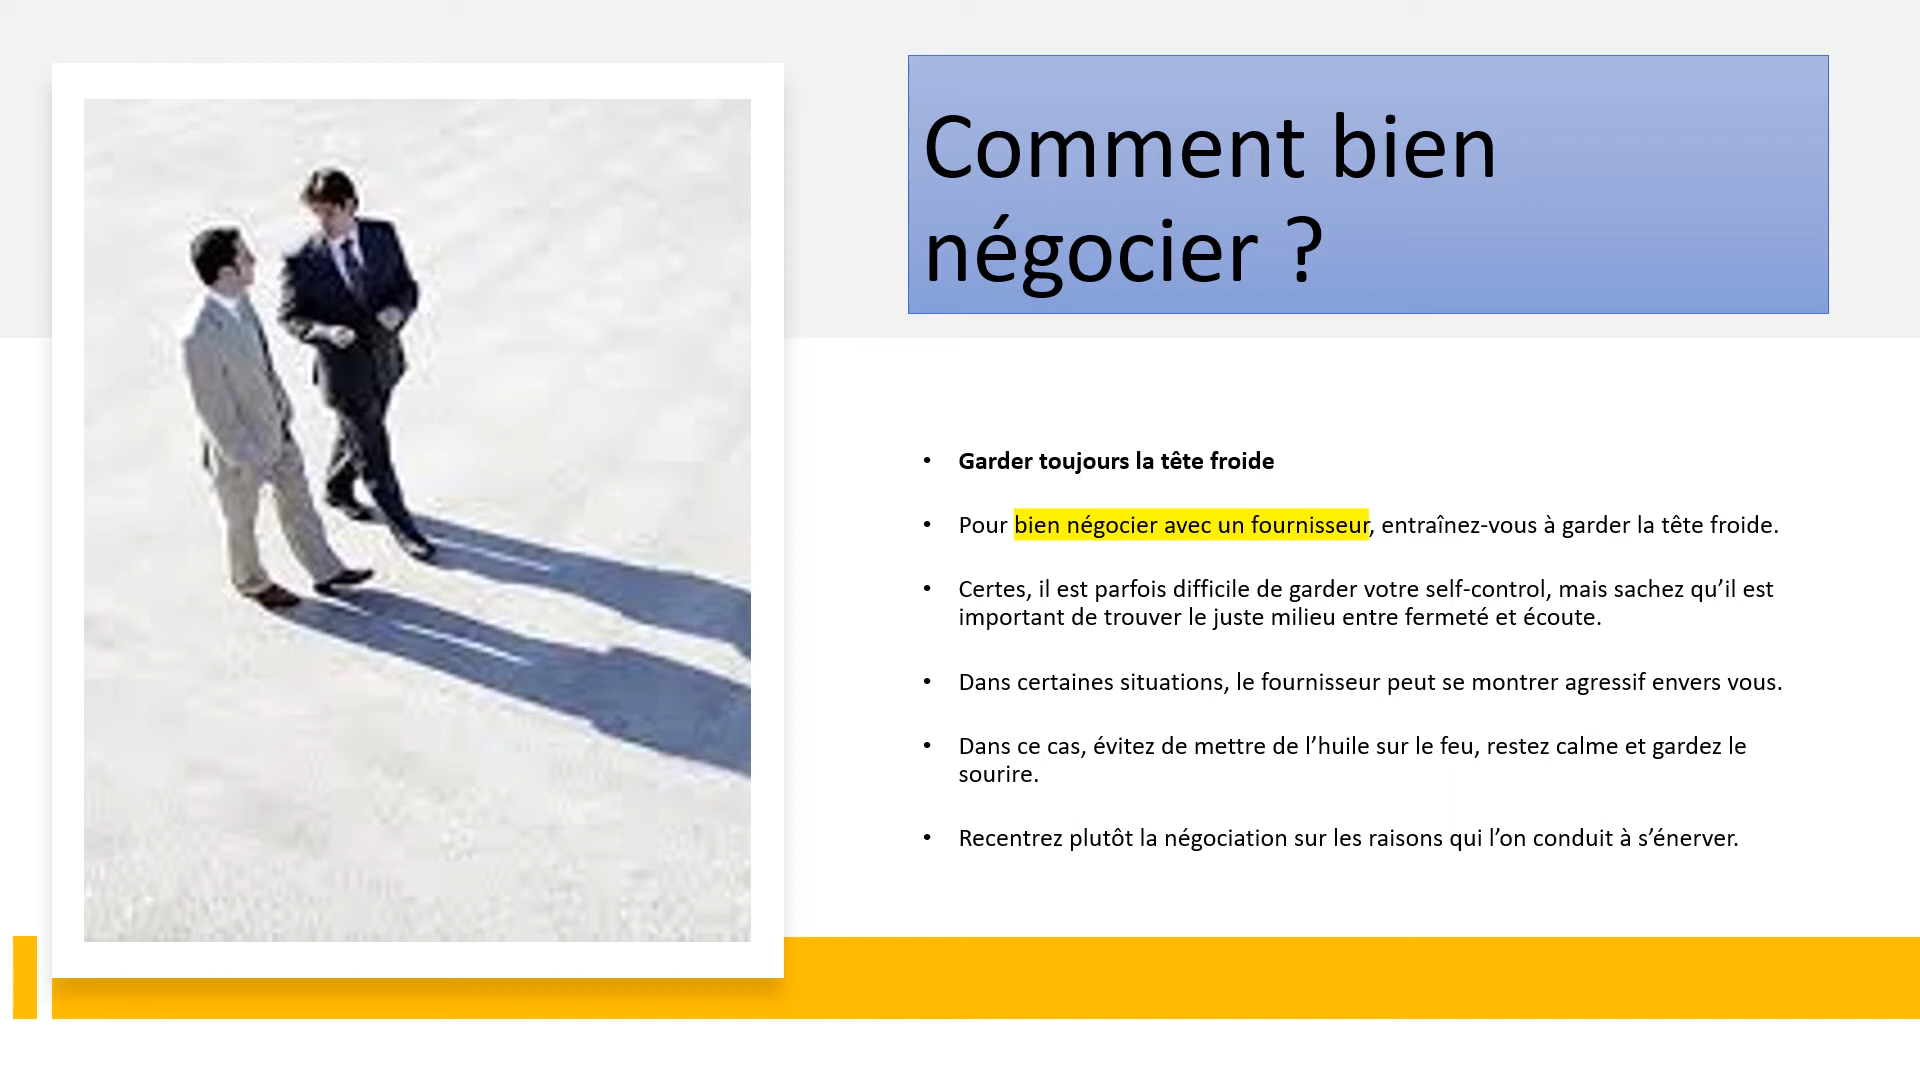 Comment bien
négocier ?
• Garder toujours la tête froide
• Pour bien négocier avec un fournisseur, entraînez-vous à garder la tête froide.
• Certes, il est parfois difficile de garder votre self-control, mais sachez qu’il est
important de trouver le juste milieu entre fermeté et écoute.
• Dans certaines situations, le fournisseur peut se montrer agressif envers vous.
• Dans ce cas, évitez de mettre de l’huile sur le feu, restez calme et gardez le
sourire.
• Recentrez plutôt la négociation sur les raisons qui l’on conduit à s’énerver.